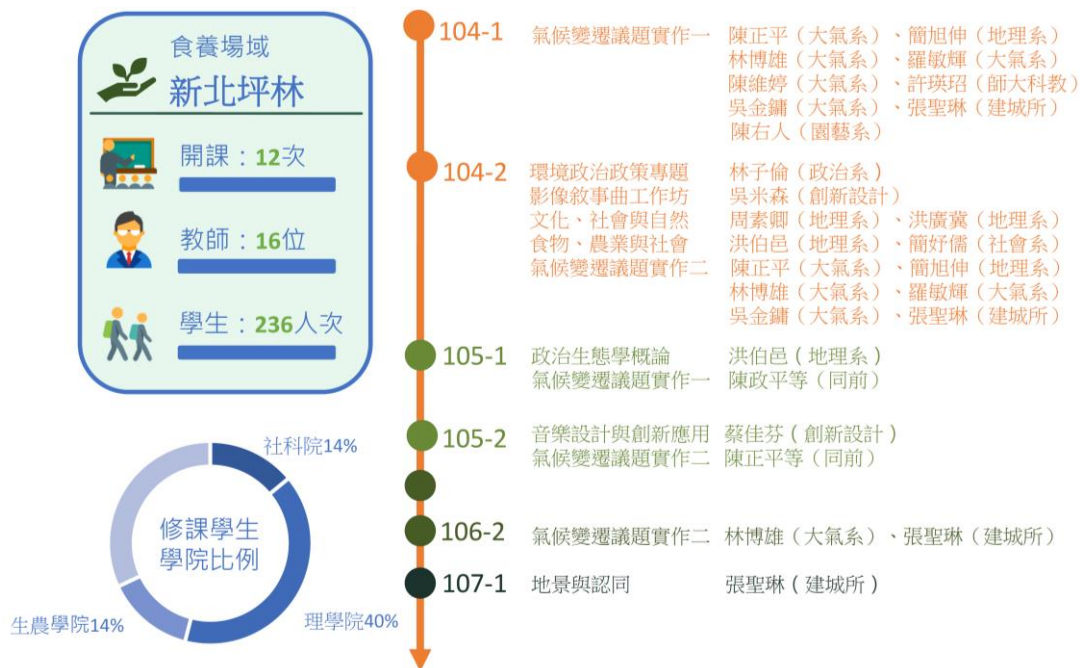 食養場域
新北坪林
開課：12次
教師：16位
學生：236人次
社科院14%
修課學生
學院比例
生農學院14%
理學院40%
104-1 氣候變遷議題實作一 陳正平（大氣系）、簡旭伸（地理系）
林博雄（大氣系）、羅敏輝（大氣系）
陳維婷（大氣系）、許瑛玿（師大科教）
吳金鏞（大氣系）、張聖琳（建城所）
陳右人（園藝系）
104-2 環境政治政策專題 林子倫（政治系）
影像敘事曲工作坊 吳米森（創新設計）
文化、社會與自然 周素卿（地理系）、洪廣冀（地理系）
食物、農業與社會 洪伯邑（地理系）、簡妤儒（社會系）
氣候變遷議題實作二 陳正平（大氣系）、簡旭伸（地理系）
林博雄（大氣系）、羅敏輝（大氣系）
吳金鏞（大氣系）、張聖琳（建城所）
105-1 政治生態學概論 洪伯邑（地理系）
氣候變遷議題實作一 陳政平等（同前）
105-2 音樂設計與創新應用 蔡佳芬（創新設計）
氣候變遷議題實作二 陳正平等（同前）
106-2 氣候變遷議題實作二 林博雄（大氣系）、張聖琳（建城所）
107-1 地景與認同 張聖琳（建城所）